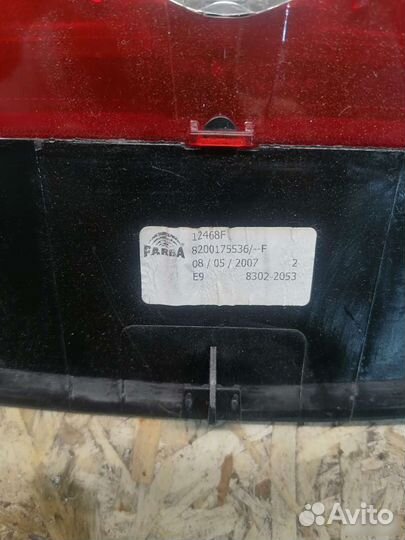 12468F
FARBA
8200175536/--F
08 / 05 / 2007 2
E9 8302-2053
Avito